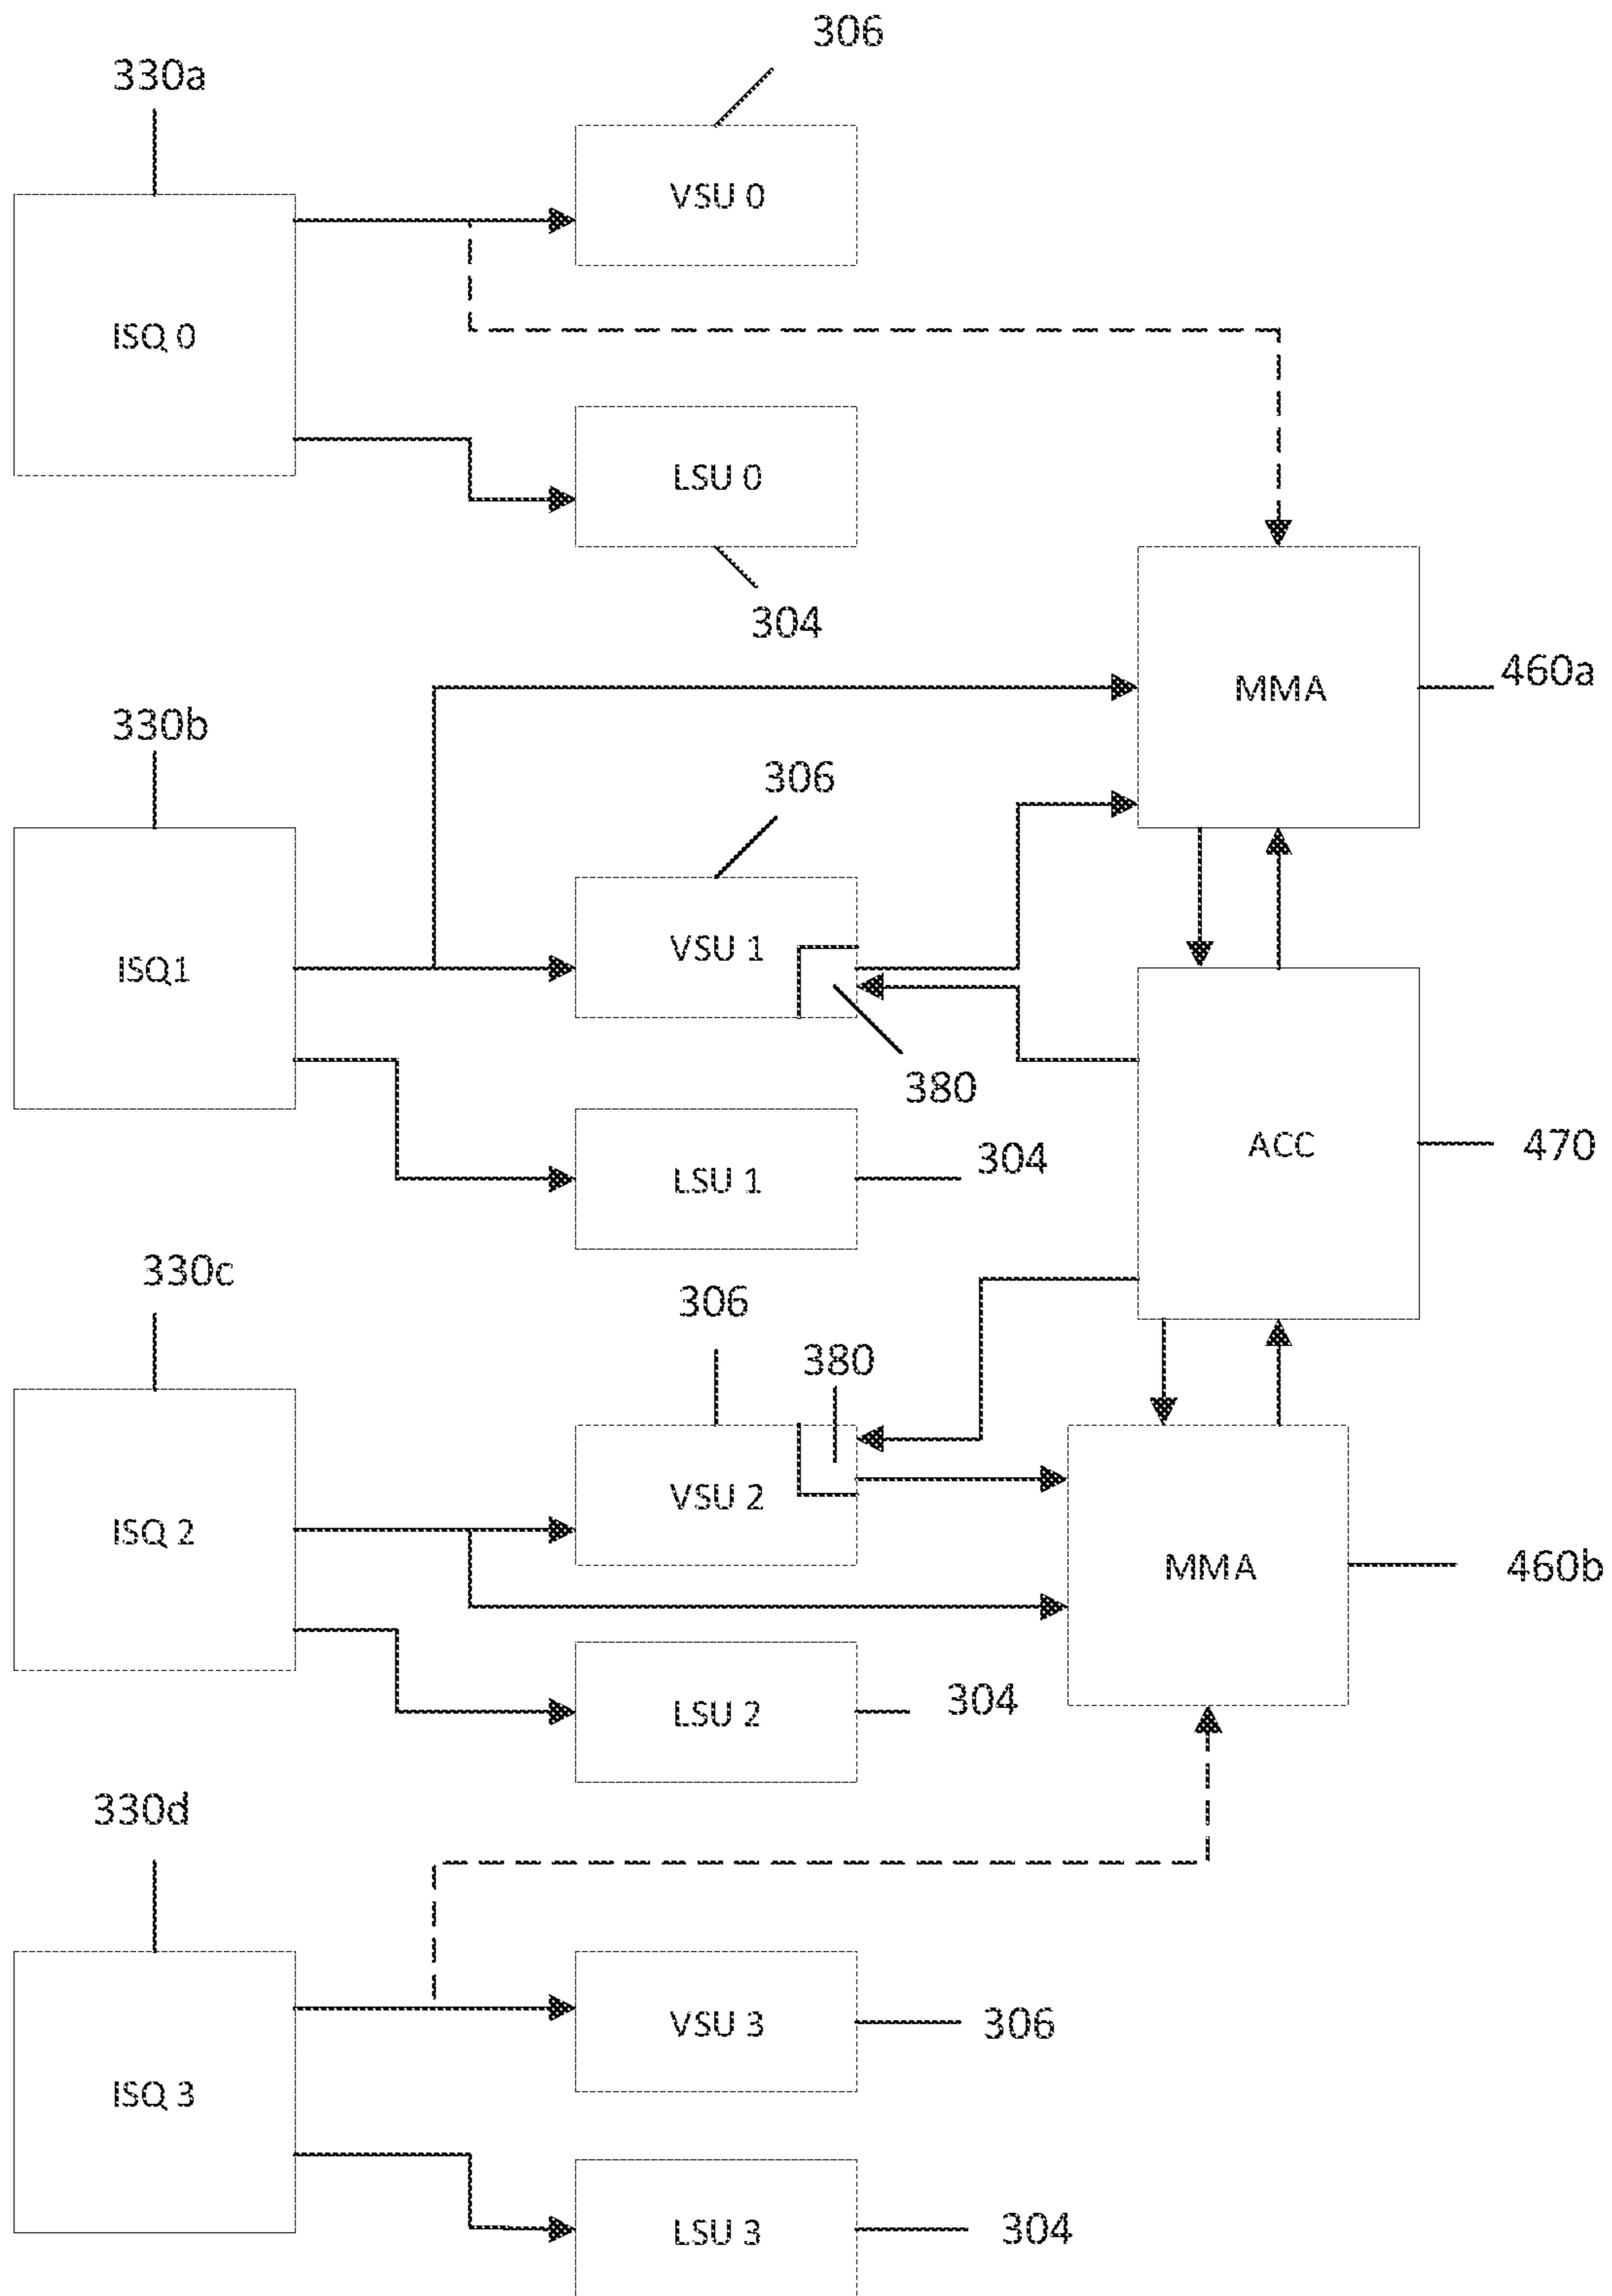 306
330a
VSU 0
ISQ 0
LSU 0
304
MMA
460a
330b
306
VSU 1
ISQ1
380
ACC
470
304
LSU 1
330c
306
380
VSU 2
ISQ 2
MMA
460b
304
LSU 2
330d
VSU 3
306
ISQ 3
LSU 3
304